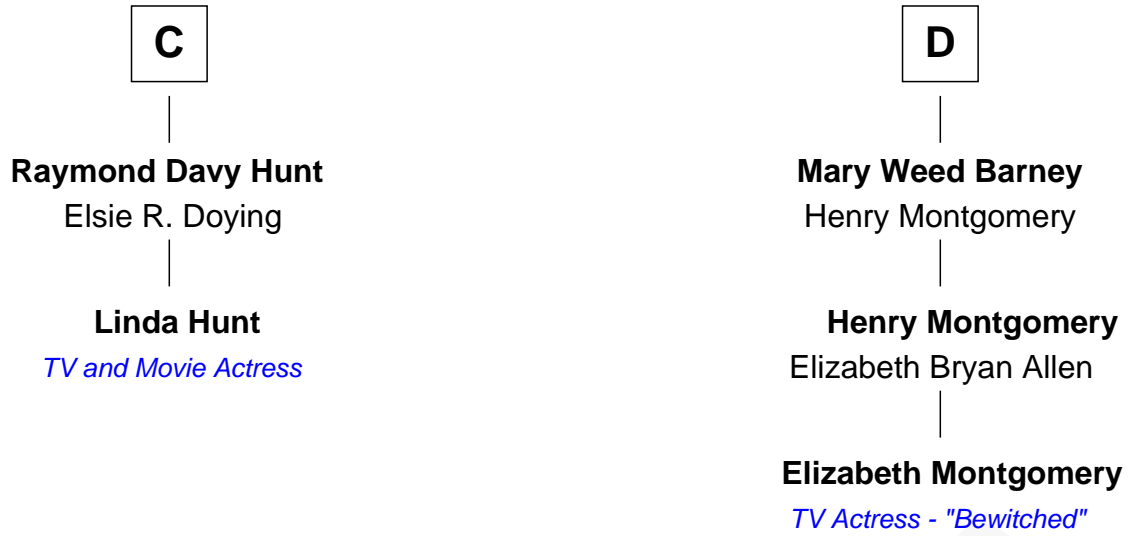 C
Raymond Davy Hunt
Elsie R. Doying
Linda Hunt
TV and Movie Actress
D
Mary Weed Barney
Henry Montgomery
Henry Montgomery
Elizabeth Bryan Allen
Elizabeth Montgomery
TV Actress - "Bewitched"